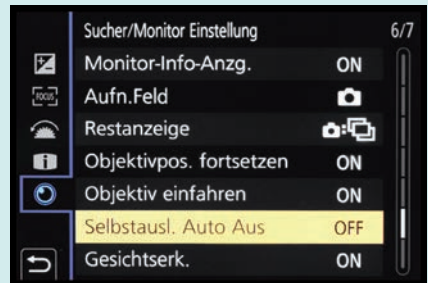 Sucher/Monitor Einstellung 6/7
Monitor-Info-Anzg. ON
Aufn.Feld
Restanzeige
Objektivpos. fortsetzen ON
Objektiv einfahren ON
Selbstausl. Auto Aus OFF
Gesichtserk. ON
FOCUS